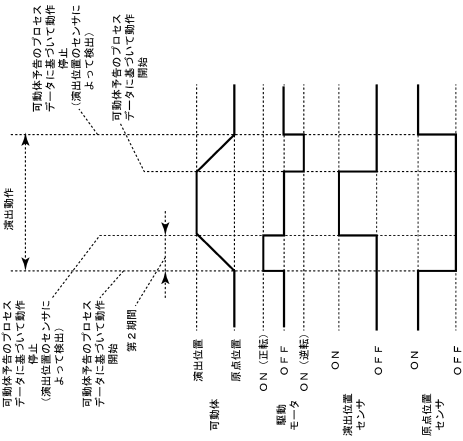 可動体予告のプロセス
データに基づいて動作
停止
(演出位置のセンサに
よって検出)
可動体予告のプロセス
データに基づいて動作
開始
演出動作
可動体予告のプロセス
データに基づいて動作
停止
(演出位置のセンサに
よって検出)
可動体予告のプロセス
データに基づいて動作
開始
第2期間
可動体
演出位置
原点位置
駆動
モータ
ON(正転)
OFF
ON(逆転)
演出位置
センサ
ON
OFF
原点位置
センサ
ON
OFF